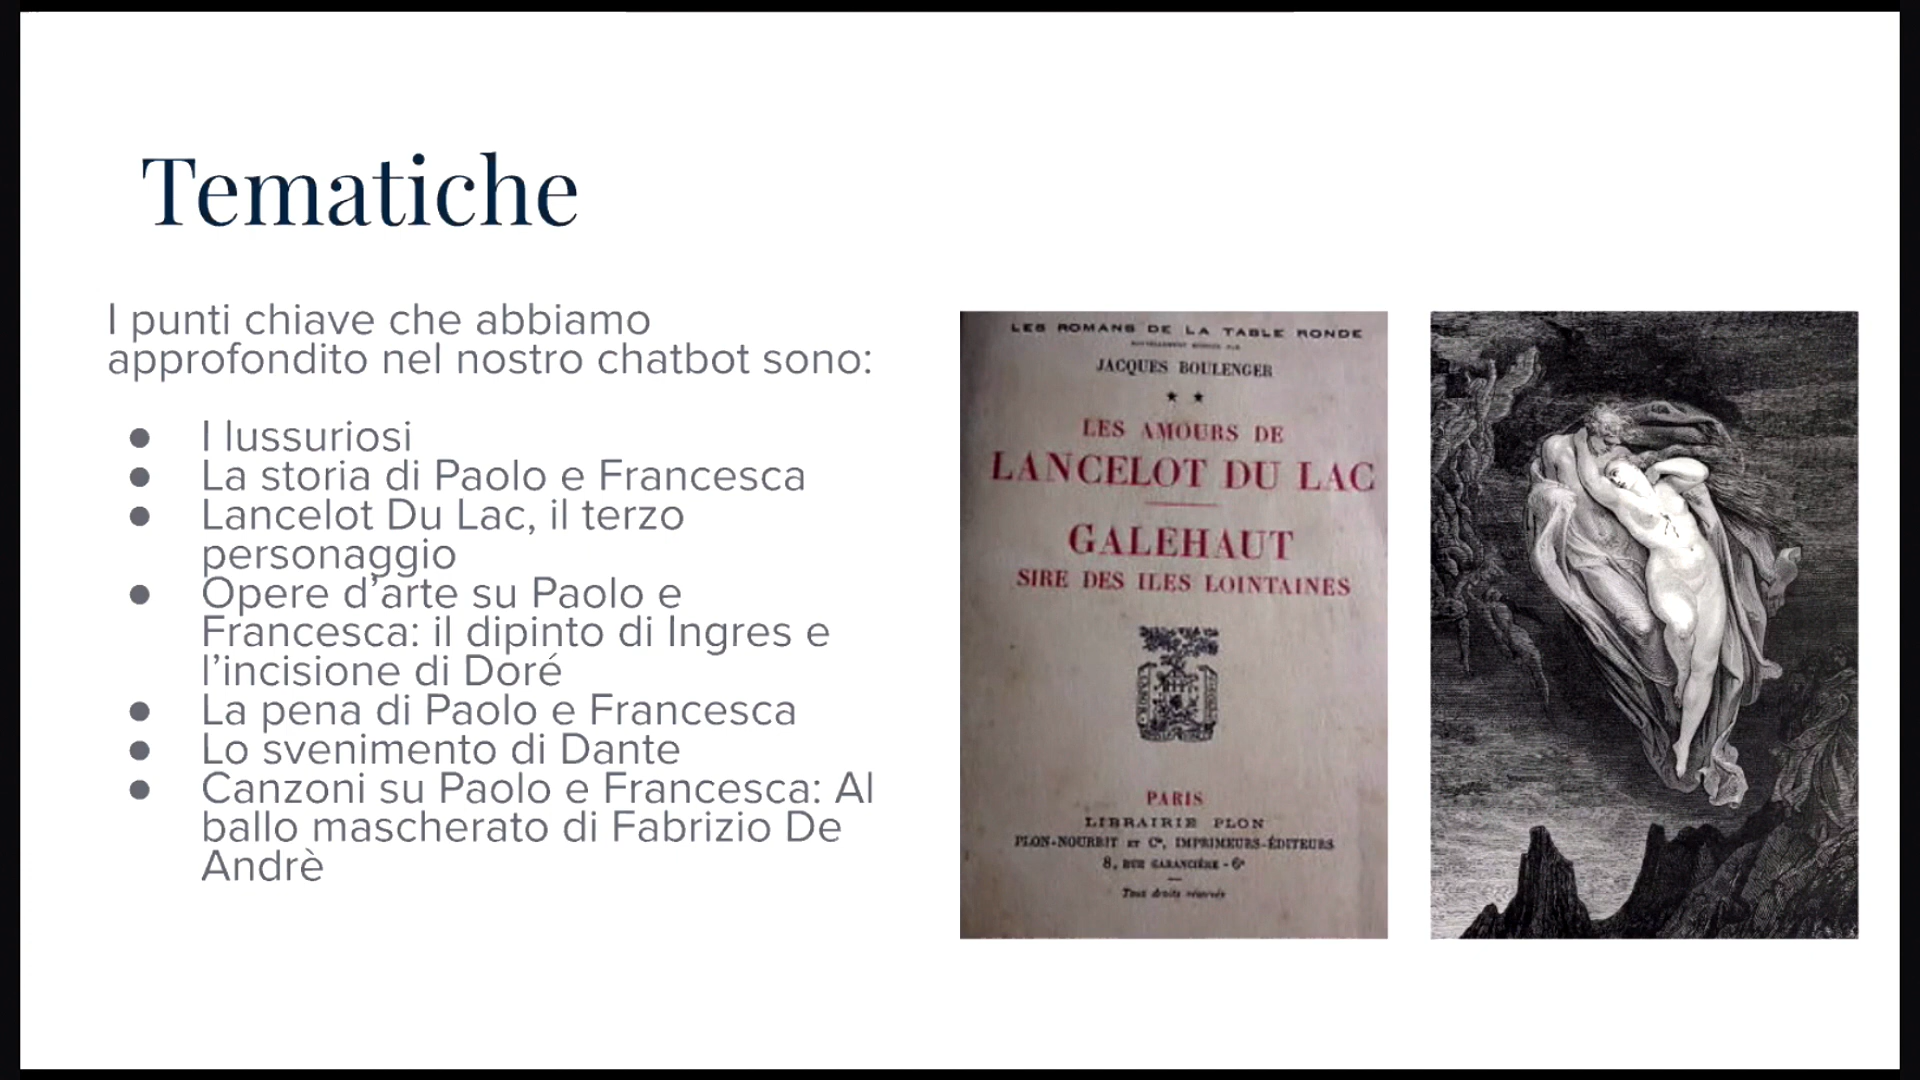 Tematiche
I punti chiave che abbiamo
approfondito nel nostro chatbot sono:
● I lussuriosi
● La storia di Paolo e Francesca
● Lancelot Du Lac, il terzo
personaggio
● Opere d’arte su Paolo e
Francesca: il dipinto di Ingres e
l’incisione di Doré
● La pena di Paolo e Francesca
● Lo svenimento di Dante
● Canzoni su Paolo e Francesca: Al
ballo mascherato di Fabrizio De
Andrè
LES ROMANS DE LA TABLE RONDE
JACQUES BOULENGER
★ ★
LES AMOURS DE
LANCELOT DU LAC
GALEHAUT
SIRE DES ILES LOINTAINES
PARIS
LIBRAIRIE PLON
PLON-NOURRIT ET Cie, IMPRIMEURS-ÉDITEURS
8, RUE GARANCIÈRE - 6e
Tous droits réservés